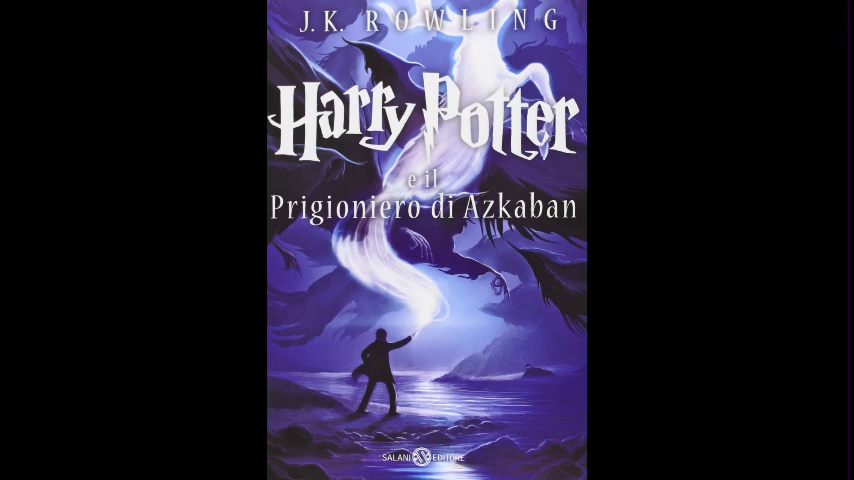 J. K. ROWLING
Harry Potter
e il
Prigioniero di Azkaban
SALANI EDITORE